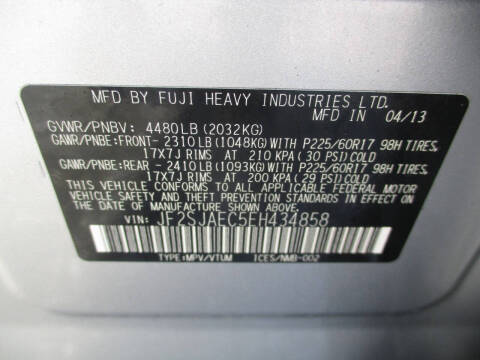 MFD BY FUJI HEAVY INDUSTRIES LTD.
MFD IN 04/13
GVWR/PNBV: 4480LB(2032KG)
GAWR/PNBE:FRONT- 2310LB(1048KG)WITH P225/60R17 98H TIRES,
17X7J RIMS AT 210 KPA(30 PSI)COLD
GAWR/PNBE:REAR - 2410LB(1093KG)WITH P225/60R17 98H TIRES,
17X7J RIMS AT 200 KPA(29 PSI)COLD
THIS VEHICLE CONFORMS TO ALL APPLICABLE FEDERAL MOTOR
VEHICLE SAFETY STANDARDS IN EFFECT ON THE DATE OF
MANUFACTURE SHOWN ABOVE.
VIN: JF2SJAEC5EH434858
TYPE:MPV/VTUM ICES/NMB-002